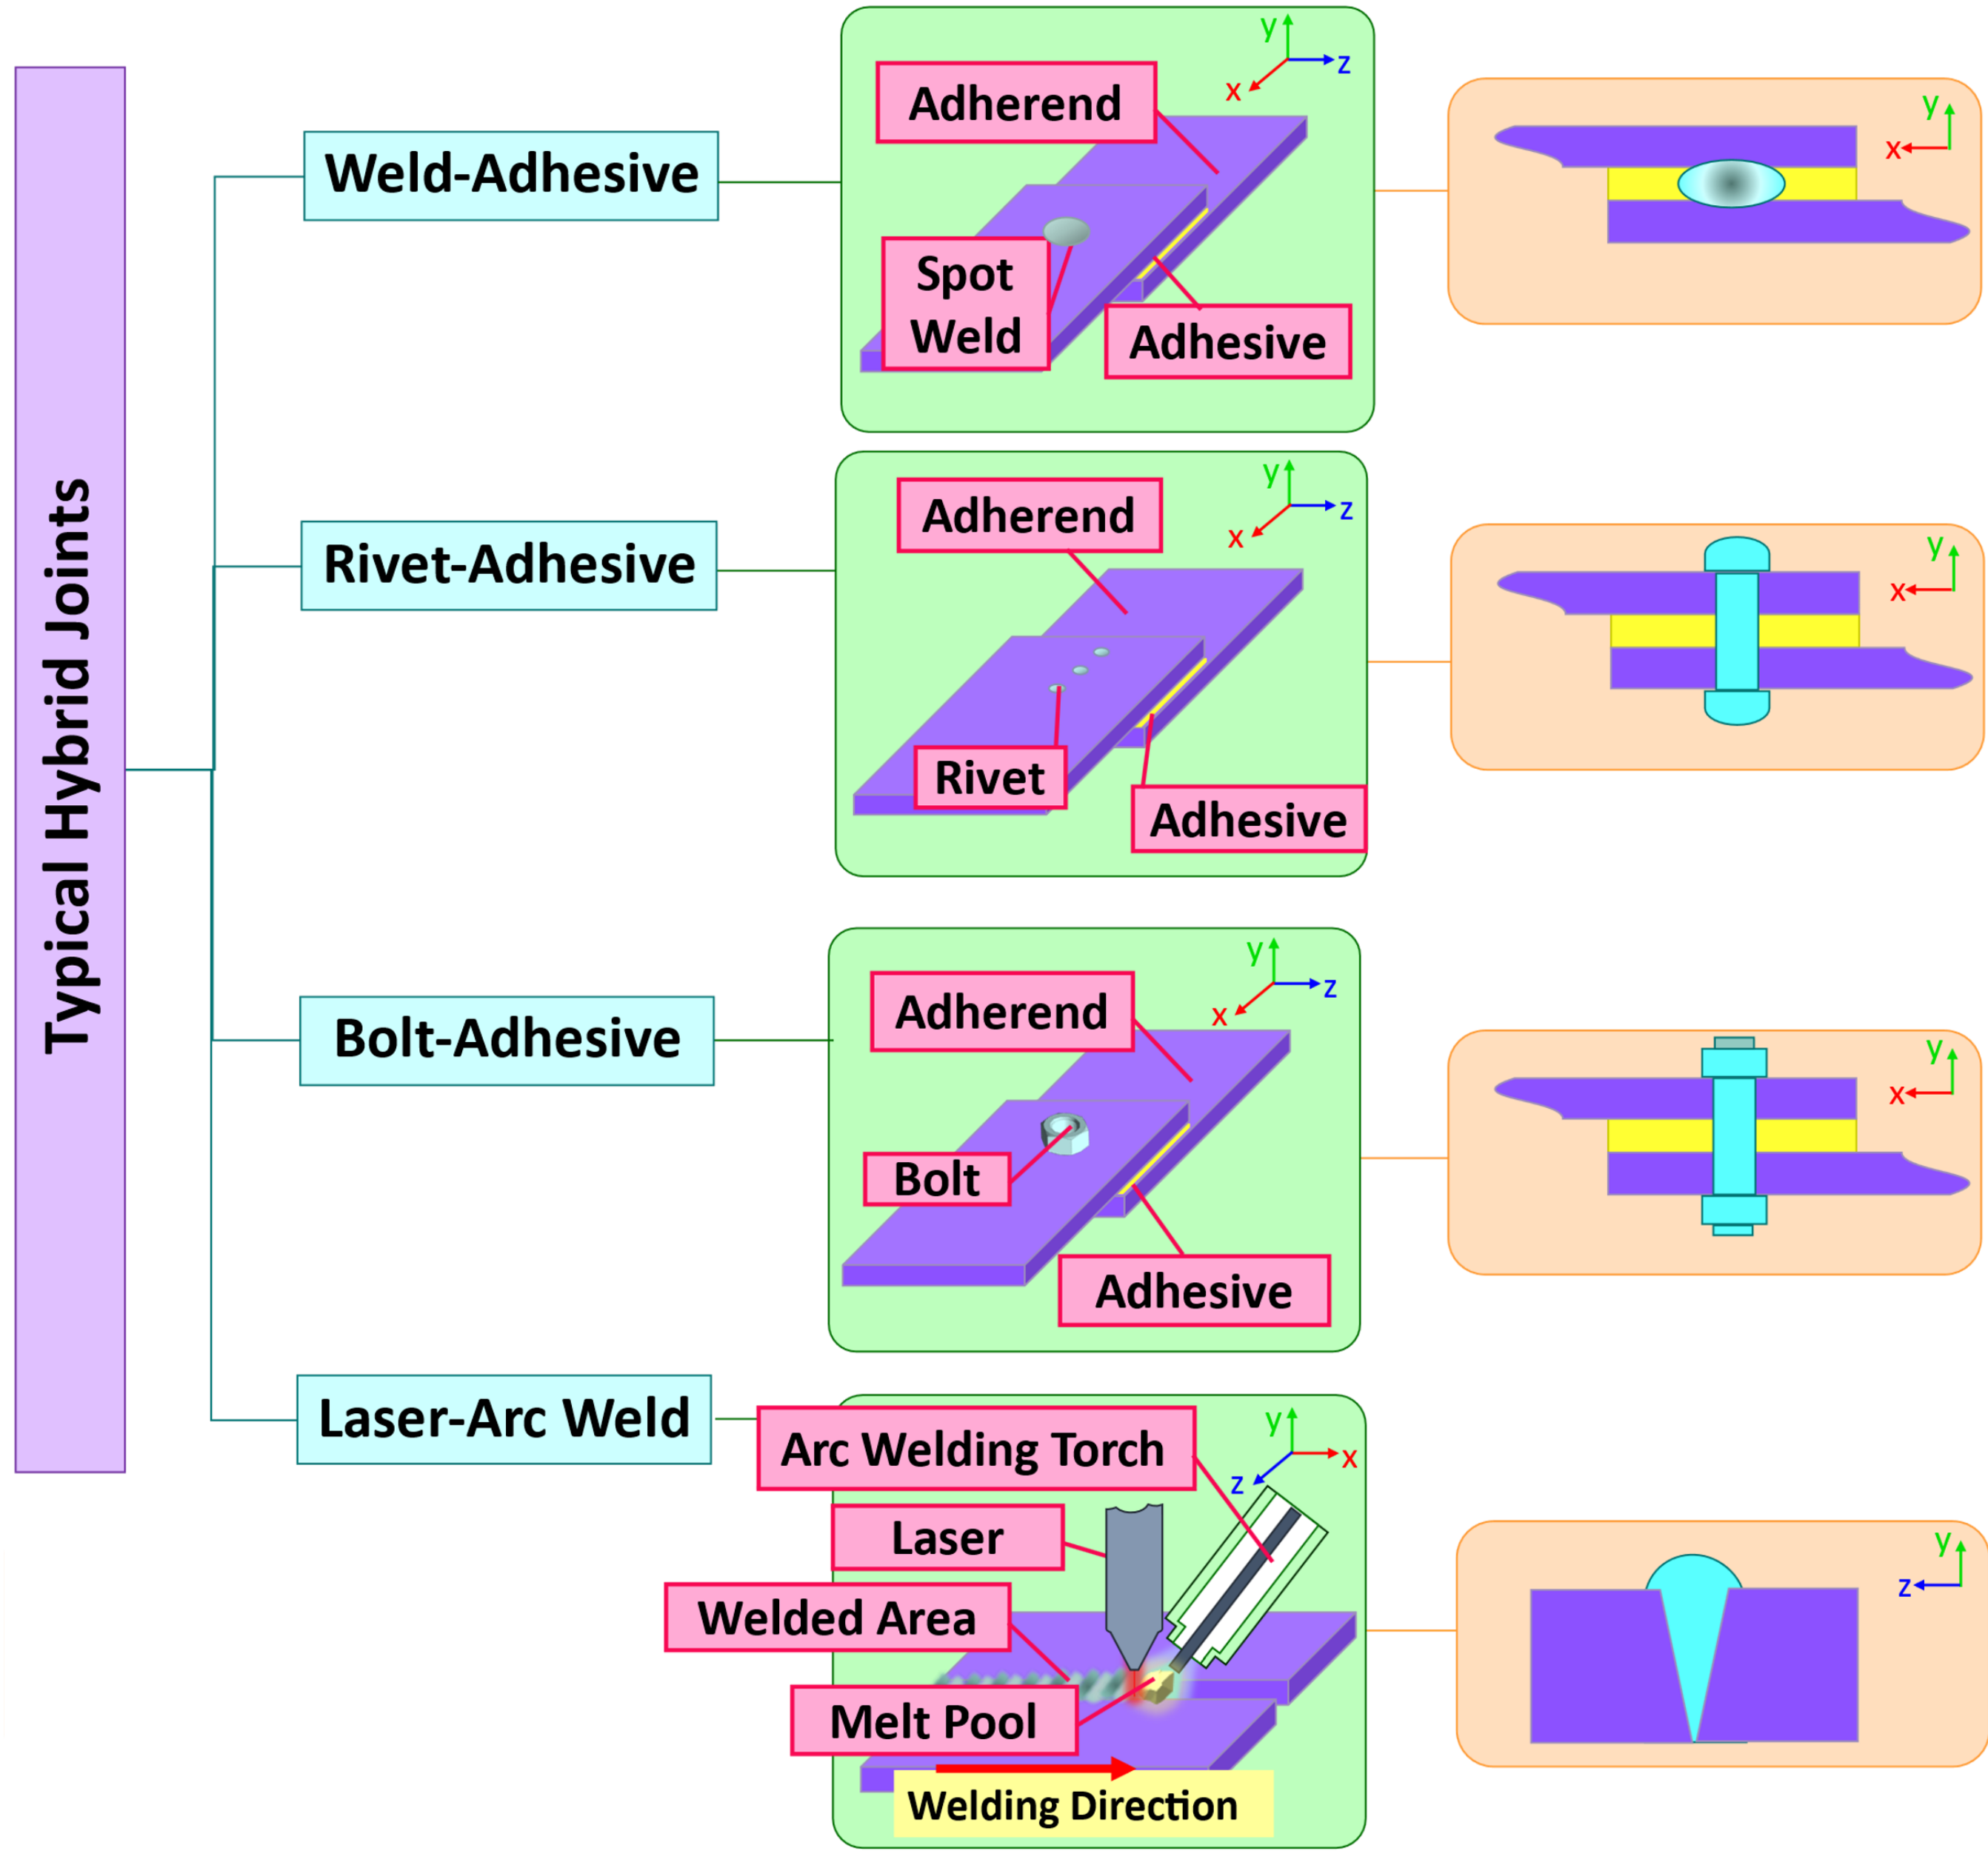 Typical Hybrid Joints
Weld-Adhesive
y
z
x
Adherend
Spot
Weld
Adhesive
y
x
Rivet-Adhesive
y
z
x
Adherend
Rivet
Adhesive
y
x
Bolt-Adhesive
y
z
x
Adherend
Bolt
Adhesive
y
x
Laser-Arc Weld
y
x
z
Arc Welding Torch
Laser
Welded Area
Melt Pool
Welding Direction
y
z